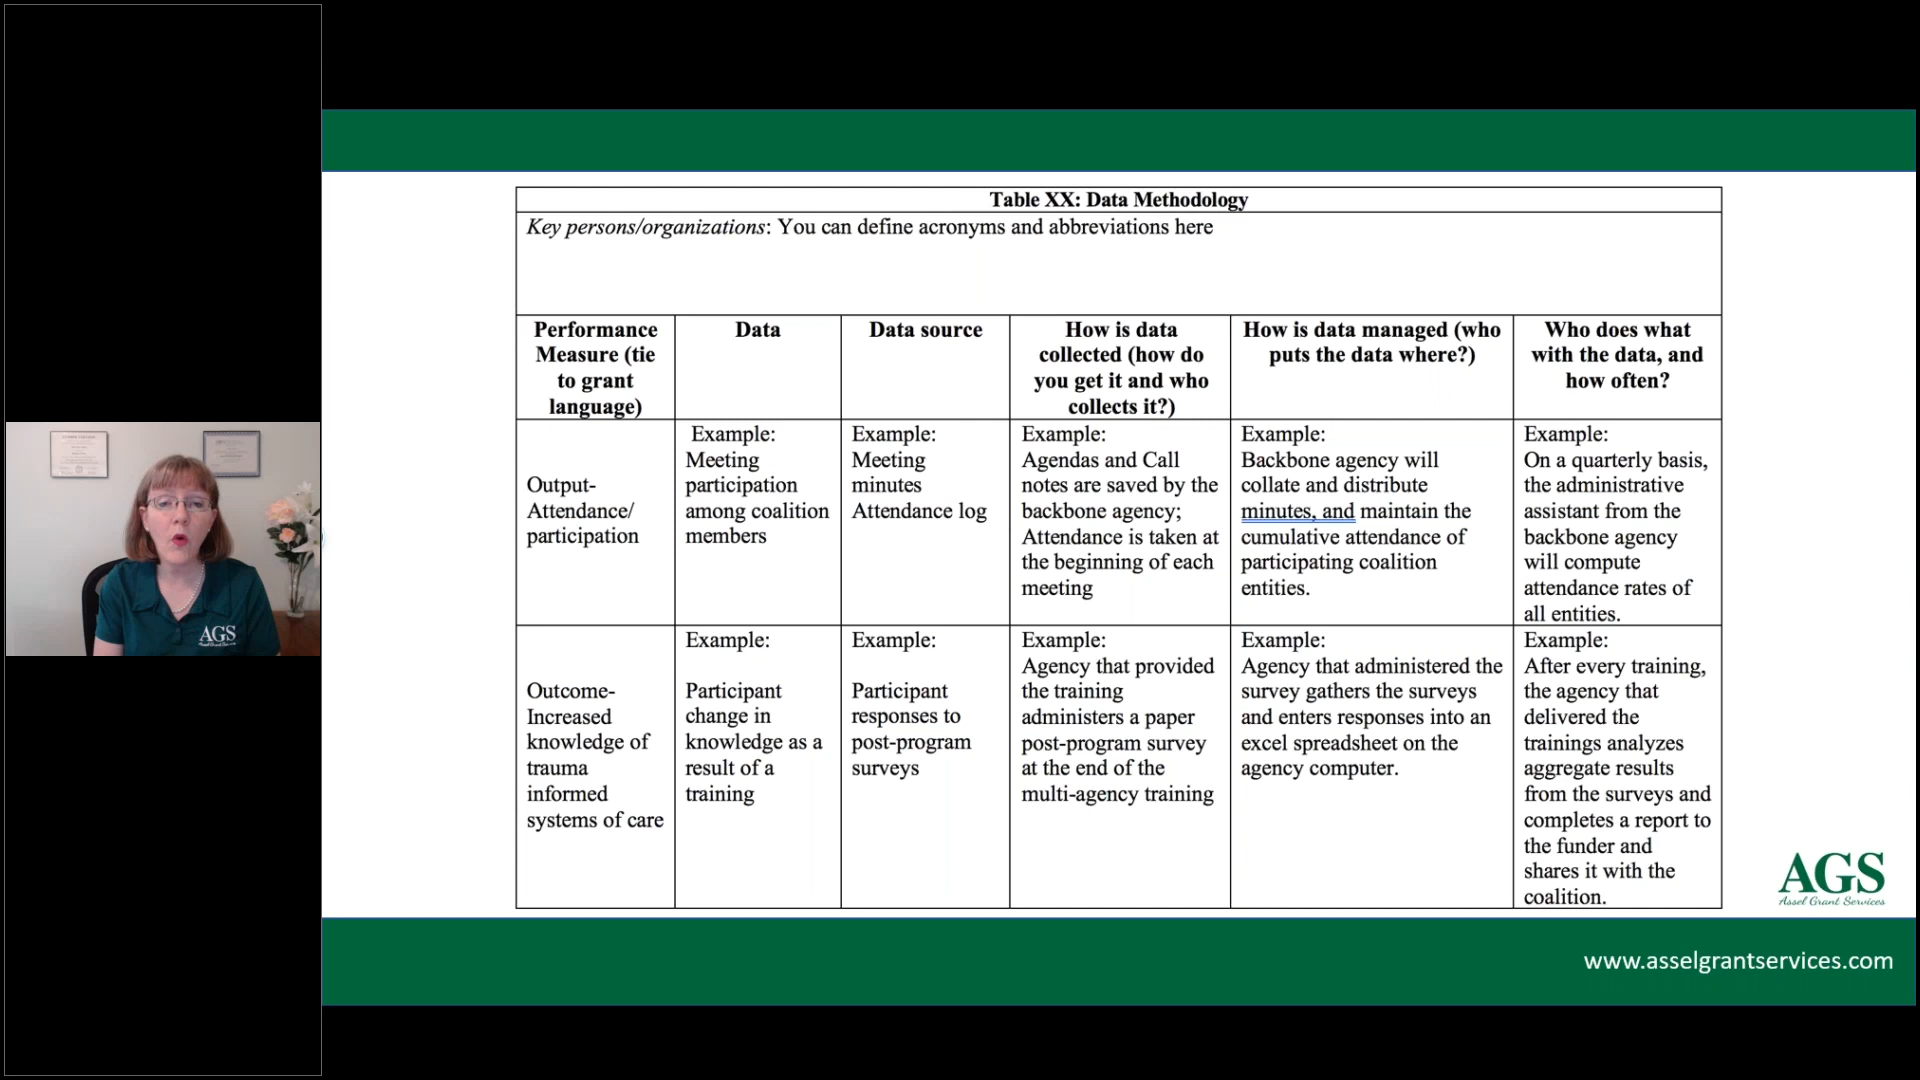 Table XX: Data Methodology
Key persons/organizations: You can define acronyms and abbreviations here
Performance
Measure (tie
to grant
language)
Data
Data source
How is data
collected (how do
you get it and who
collects it?)
How is data managed (who
puts the data where?)
Who does what
with the data, and
how often?
Output-
Attendance/
participation
Example:
Meeting
participation
among coalition
members
Example:
Meeting
minutes
Attendance log
Example:
Agendas and Call
notes are saved by the
backbone agency;
Attendance is taken at
the beginning of each
meeting
Example:
Backbone agency will
collate and distribute
minutes, and maintain the
cumulative attendance of
participating coalition
entities.
Example:
On a quarterly basis,
the administrative
assistant from the
backbone agency
will compute
attendance rates of
all entities.
Outcome-
Increased
knowledge of
trauma
informed
systems of care
Example:
Participant
change in
knowledge as a
result of a
training
Example:
Participant
responses to
post-program
surveys
Example:
Agency that provided
the training
administers a paper
post-program survey
at the end of the
multi-agency training
Example:
Agency that administered the
survey gathers the surveys
and enters responses into an
excel spreadsheet on the
agency computer.
Example:
After every training,
the agency that
delivered the
trainings analyzes
aggregate results
from the surveys and
completes a report to
the funder and
shares it with the
coalition.
AGS
Assel Grant Services
www.asselgrantservices.com
AGS
Assel Grant Services